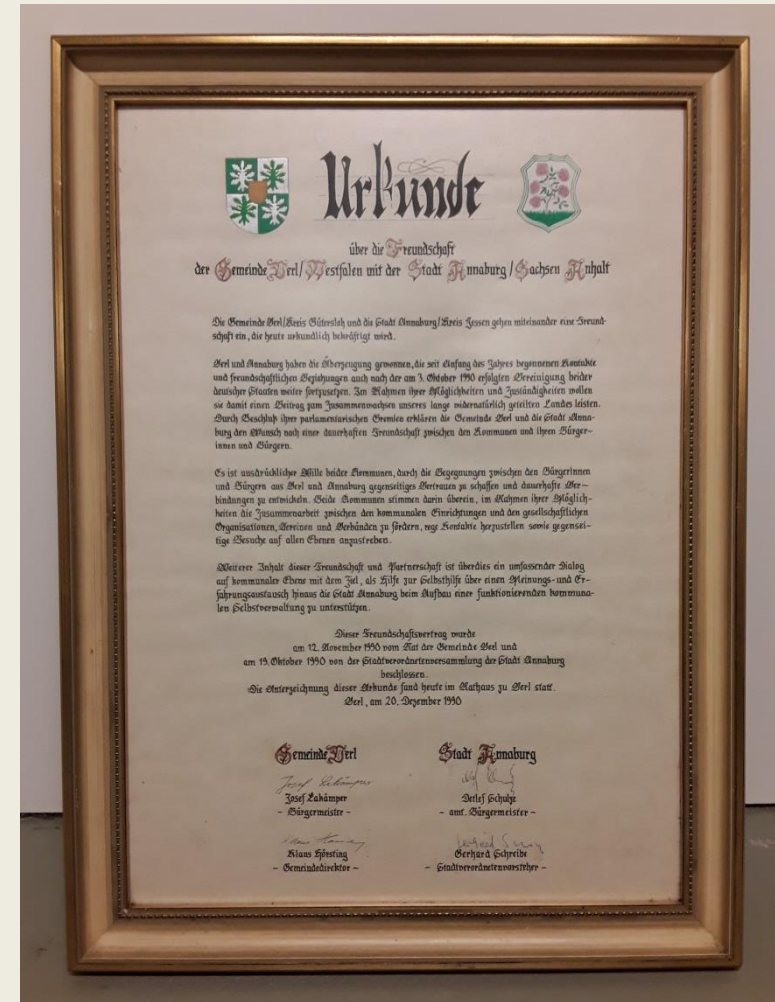 Urkunde
über die Freundschaft
der Gemeinde Verl/Westfalen mit der Stadt Annaburg/Sachsen Anhalt
Die Gemeinde Verl/Kreis Gütersloh und die Stadt Annaburg/Kreis Jessen gehen miteinander eine Freund-
schaft ein, die heute urkundlich bekräftigt wird.
Verl und Annaburg haben die Überzeugung gewonnen, die seit Anfang des Jahres begonnenen Kontakte
und freundschaftlichen Beziehungen auch nach der am 3. Oktober 1990 erfolgten Vereinigung beider
deutscher Staaten weiter fortzusetzen. Im Rahmen ihrer Möglichkeiten und Zuständigkeiten wollen
sie damit einen Beitrag zum Zusammenwachsen unseres lange widernatürlich geteilten Landes leisten.
Durch Beschluß ihrer parlamentarischen Gremien erklären die Gemeinde Verl und die Stadt Anna-
burg den Wunsch nach einer dauerhaften Freundschaft zwischen den Kommunen und ihren Bürger-
innen und Bürgern.
Es ist ausdrücklicher Wille beider Kommunen, durch die Begegnungen zwischen den Bürgerinnen
und Bürgern aus Verl und Annaburg gegenseitiges Vertrauen zu schaffen und dauerhafte Ver-
bindungen zu entwickeln. Beide Kommunen stimmen darin überein, im Rahmen ihrer Möglich-
keiten die Zusammenarbeit zwischen den kommunalen Einrichtungen und den gesellschaftlichen
Organisationen, Vereinen und Verbänden zu fördern, rege Kontakte herzustellen sowie gegensei-
tige Besuche auf allen Ebenen anzustreben.
Weiterer Inhalt dieser Freundschaft und Partnerschaft ist überdies ein umfassender Dialog
auf kommunaler Ebene mit dem Ziel, als Hilfe zur Selbsthilfe über einen Meinungs- und Er-
fahrungsaustausch hinaus die Stadt Annaburg beim Aufbau einer funktionierenden kommuna-
len Selbstverwaltung zu unterstützen.
Dieser Freundschaftsvertrag wurde
am 12. November 1990 vom Rat der Gemeinde Verl und
am 19. Oktober 1990 von der Stadtverordnetenversammlung der Stadt Annaburg
beschlossen.
Die Unterzeichnung dieser Urkunde fand heute im Rathaus zu Verl statt.
Verl, am 20. Dezember 1990
Gemeinde Verl Stadt Annaburg
Josef Lakämper
Josef Lakämper Detlef Schulze
- Bürgermeister - - amt. Bürgermeister -
Klaus Hörsting Gerhard Schreibe
- Gemeindedirektor - - Stadtverordnetenvorsteher -